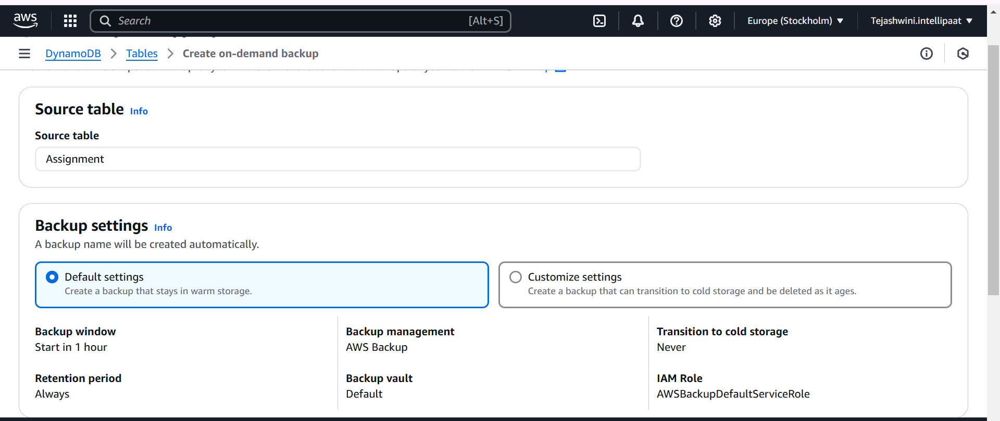 aws
Search [Alt+S]
Europe (Stockholm)
Tejashwini.intellipaat
DynamoDB
Tables
Create on-demand backup
Source table Info
Source table
Assignment
Backup settings Info
A backup name will be created automatically.
Default settings
Create a backup that stays in warm storage.
Customize settings
Create a backup that can transition to cold storage and be deleted as it ages.
Backup window
Start in 1 hour
Backup management
AWS Backup
Transition to cold storage
Never
Retention period
Always
Backup vault
Default
IAM Role
AWSBackupDefaultServiceRole